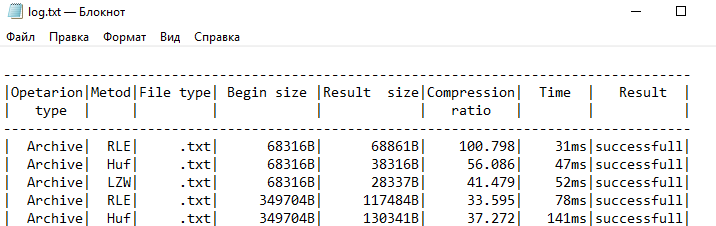 log.txt — Блокнот
Файл Правка Формат Вид Справка
-------------------------------------------------------------------------------------
|Opetarion|Metod|File type| Begin size |Result  size|Compression|  Time  |   Result  |
|   type  |     |         |            |            |   ratio   |        |           |
-------------------------------------------------------------------------------------
|  Archive|  RLE|     .txt|      68316B|      68861B|    100.798|    31ms|successfull|
|  Archive|  Huf|     .txt|      68316B|      38316B|     56.086|    47ms|successfull|
|  Archive|  LZW|     .txt|      68316B|      28337B|     41.479|    52ms|successfull|
|  Archive|  RLE|     .txt|     349704B|     117484B|     33.595|    78ms|successfull|
|  Archive|  Huf|     .txt|     349704B|     130341B|     37.272|   141ms|successfull|